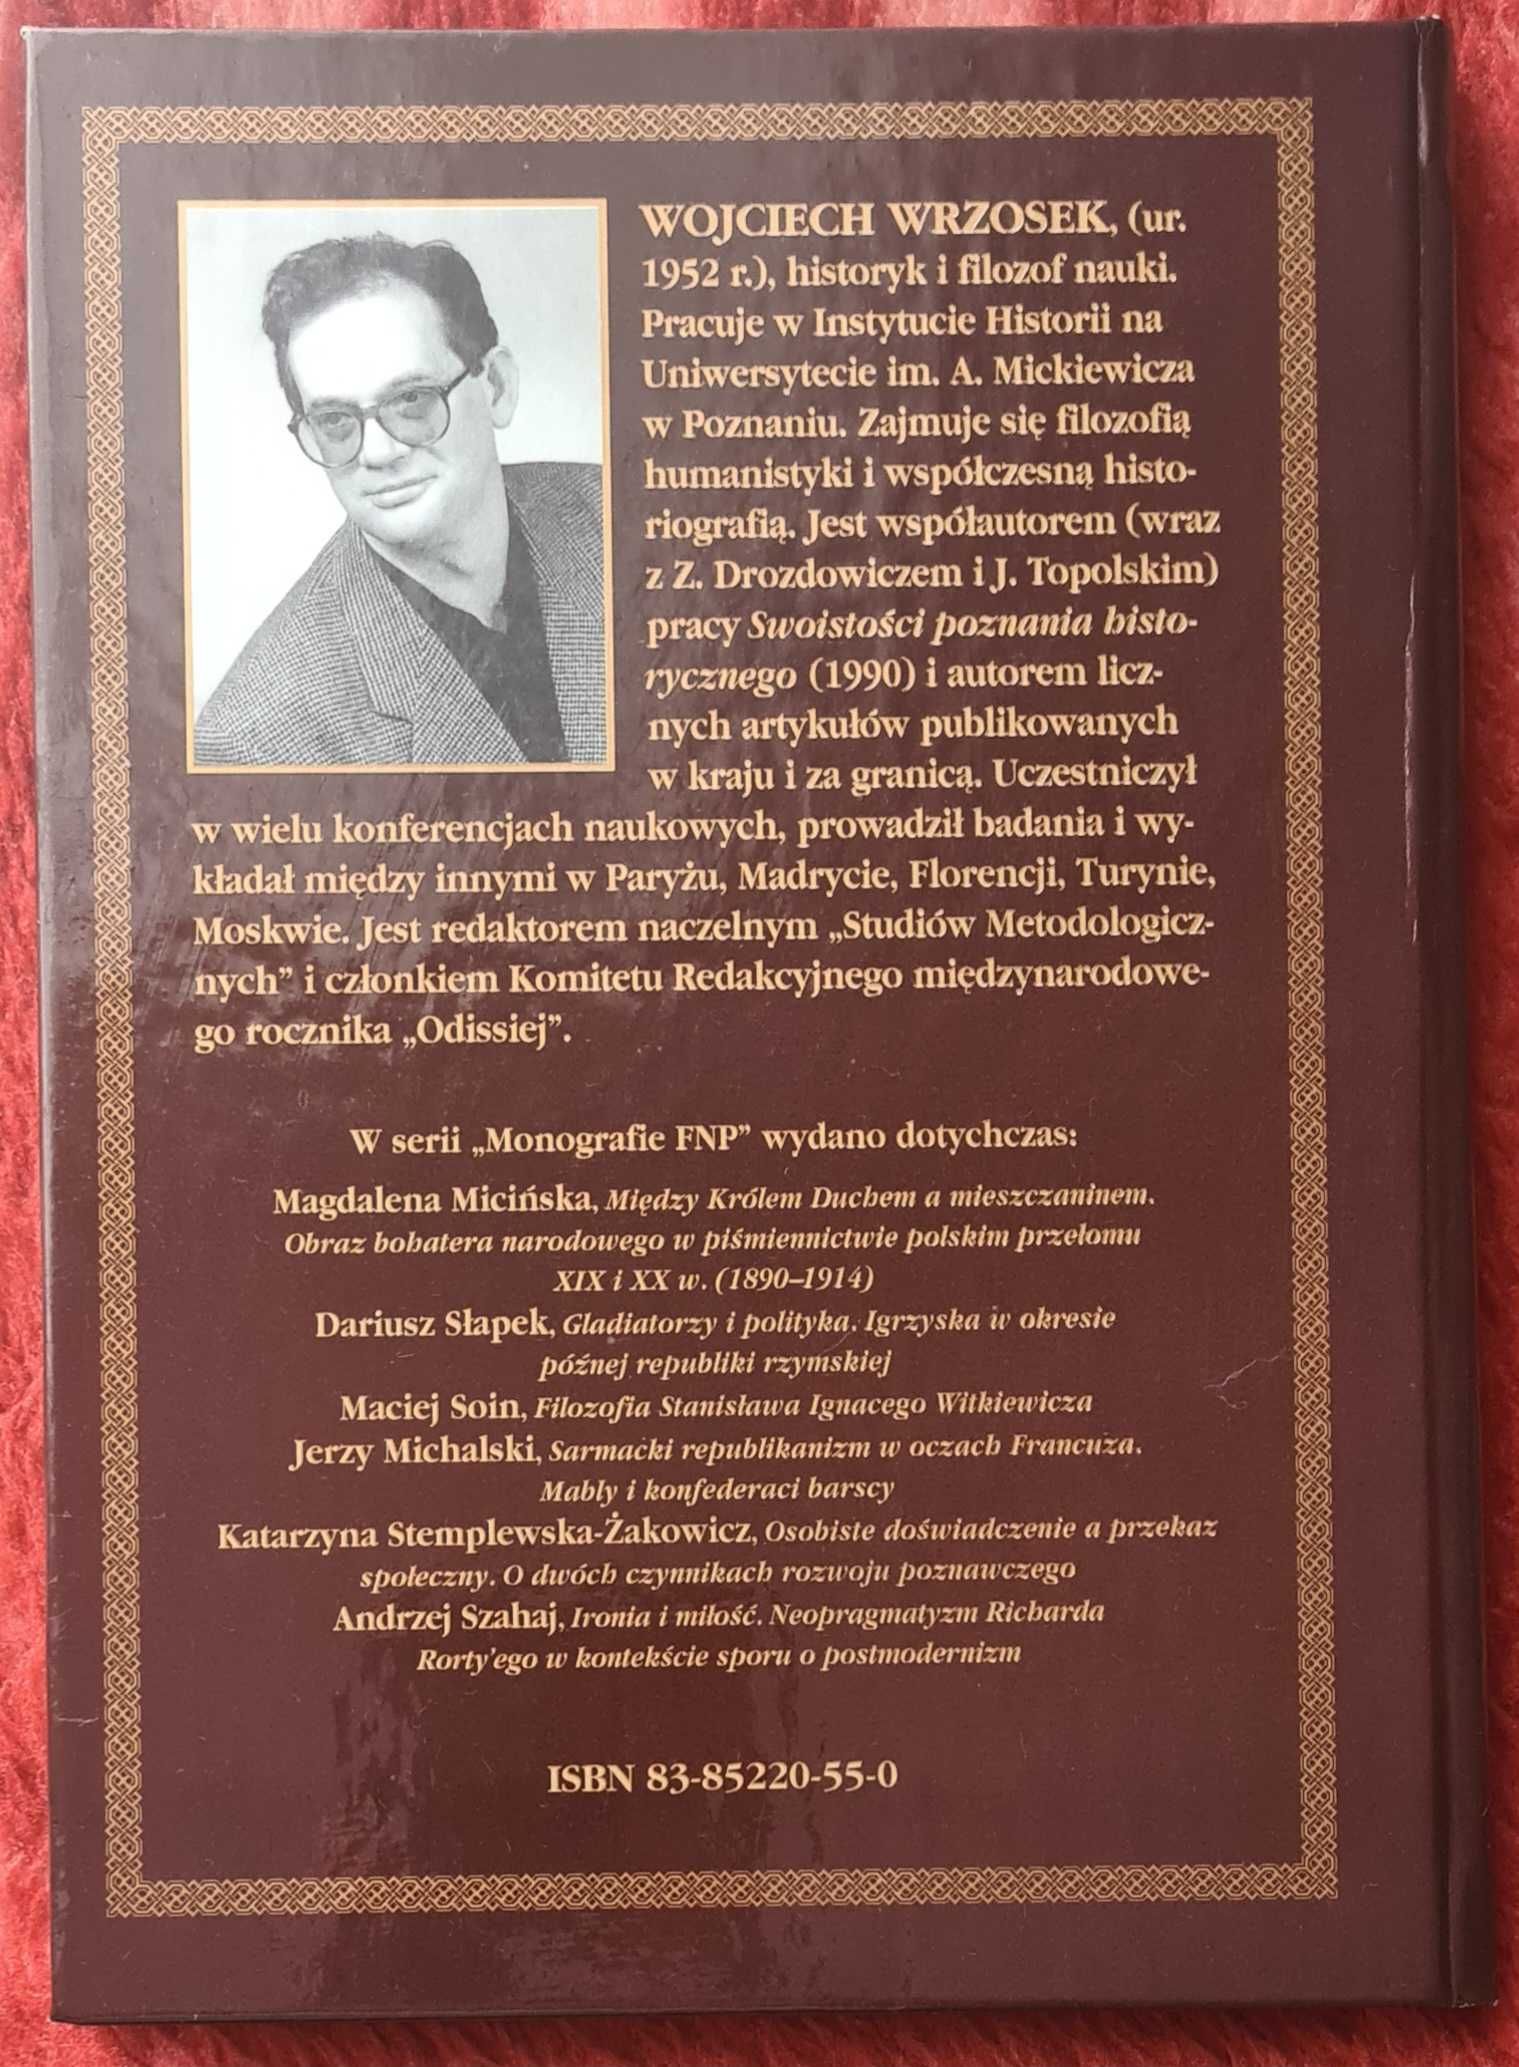 WOJCIECH WRZOSEK, (ur.
1952 r.), historyk i filozof nauki.
Pracuje w Instytucie Historii na
Uniwersytecie im. A. Mickiewicza
w Poznaniu. Zajmuje się filozofią
humanistyki i współczesną histo-
riografią. Jest współautorem (wraz
z Z. Drozdowiczem i J. Topolskim)
pracy Swoistości poznania histo-
rycznego (1990) i autorem licz-
nych artykułów publikowanych
w kraju i za granicą. Uczestniczył
w wielu konferencjach naukowych, prowadził badania i wy-
kładał między innymi w Paryżu, Madrycie, Florencji, Turynie,
Moskwie. Jest redaktorem naczelnym „Studiów Metodologicz-
nych” i członkiem Komitetu Redakcyjnego międzynarodowe-
go rocznika „Odissiej”.
W serii „Monografie FNP” wydano dotychczas:
Magdalena Micińska, Między Królem Duchem a mieszczaninem.
Obraz bohatera narodowego w piśmiennictwie polskim przełomu
XIX i XX w. (1890–1914)
Dariusz Słapek, Gladiatorzy i polityka. Igrzyska w okresie
późnej republiki rzymskiej
Maciej Soin, Filozofia Stanisława Ignacego Witkiewicza
Jerzy Michalski, Sarmacki republikanizm w oczach Francuza.
Mably i konfederaci barscy
Katarzyna Stemplewska-Żakowicz, Osobiste doświadczenie a przekaz
społeczny. O dwóch czynnikach rozwoju poznawczego
Andrzej Szahaj, Ironia i miłość. Neopragmatyzm Richarda
Rorty’ego w kontekście sporu o postmodernizm
ISBN 83-85220-55-0